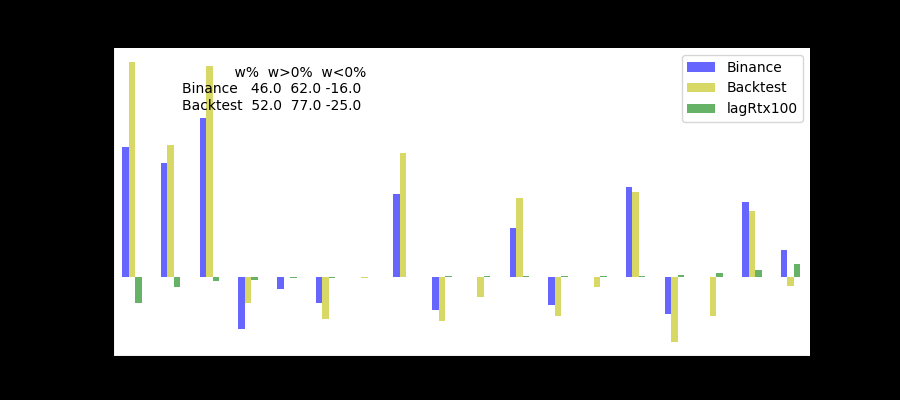 w% w>0% w<0%
Binance 46.0 62.0 -16.0
Backtest 52.0 77.0 -25.0
Binance
Backtest
lagRtx100